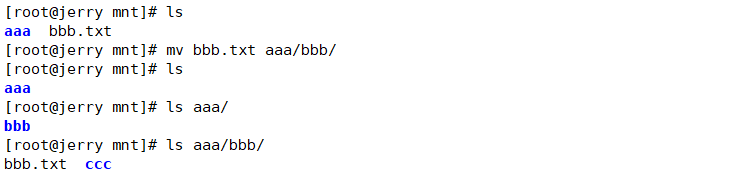 [root@jerry mnt]# ls
aaa  bbb.txt
[root@jerry mnt]# mv bbb.txt aaa/bbb/
[root@jerry mnt]# ls
aaa
[root@jerry mnt]# ls aaa/
bbb
[root@jerry mnt]# ls aaa/bbb/
bbb.txt  ccc